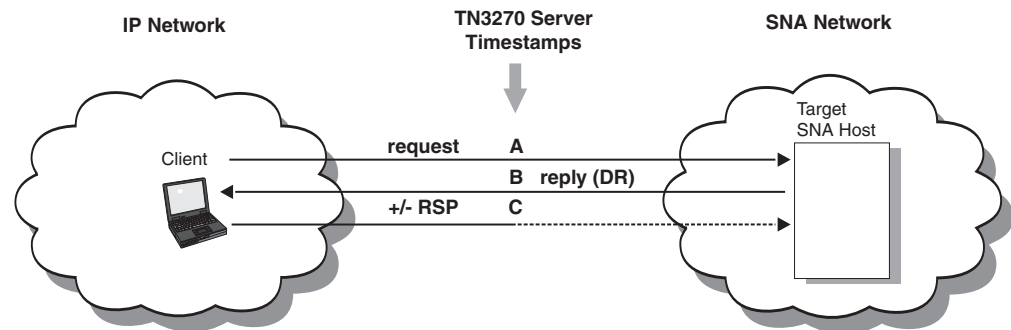 IP Network
TN3270 Server
Timestamps
SNA Network
Target
SNA Host
Client
request A
B reply (DR)
+/- RSP C